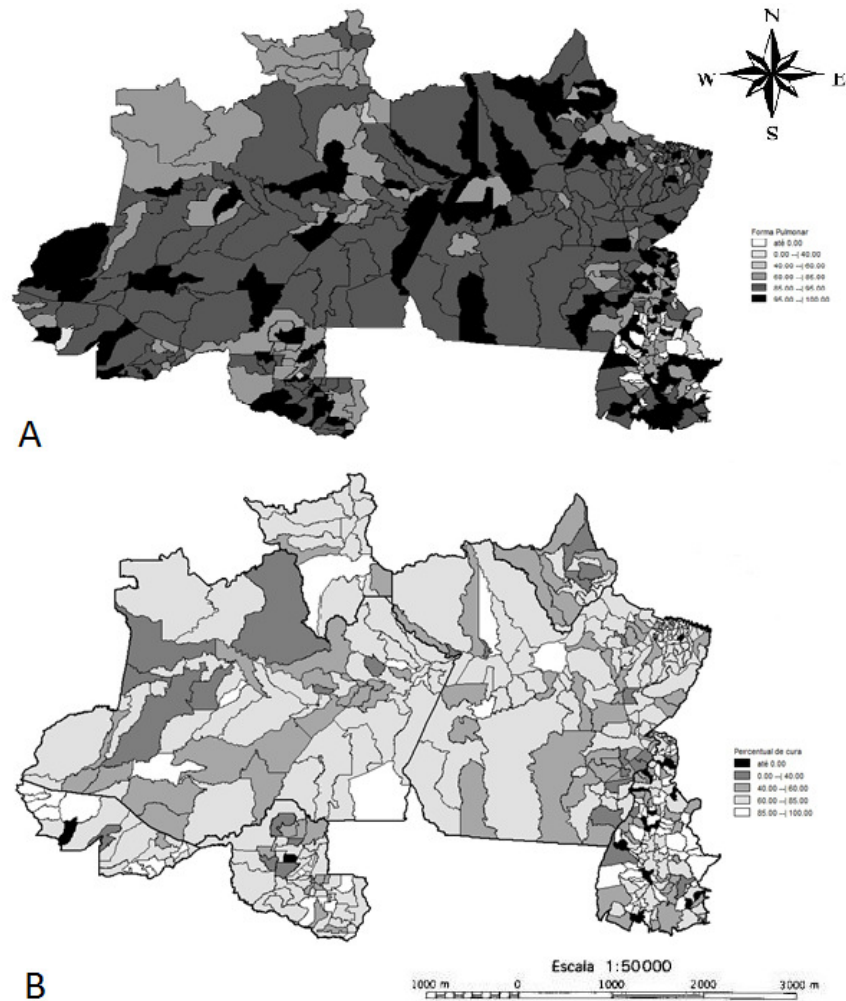 N
W E
S
Forma Pulmonar
até 0.00
0.00 --| 40.00
40.00 --| 60.00
60.00 --| 85.00
85.00 --| 95.00
95.00 --| 100.00
A
Percentual de cura
até 0.00
0.00 --| 40.00
40.00 --| 60.00
60.00 --| 85.00
85.00 --| 100.00
B
Escala 1:50000
1000 m 0 1000 2000 3000 m